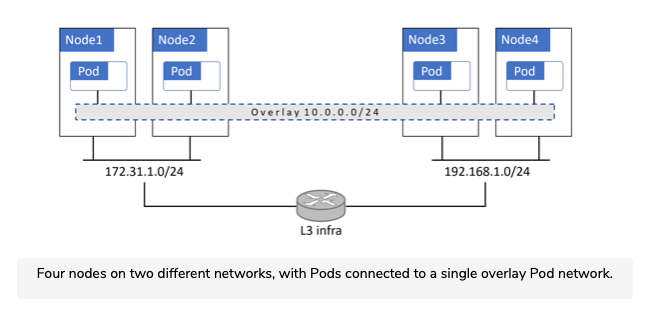 Node1
Node2
Node3
Node4
Pod
Pod
Pod
Pod
Overlay 10.0.0.0/24
172.31.1.0/24
192.168.1.0/24
L3 infra
Four nodes on two different networks, with Pods connected to a single overlay Pod network.